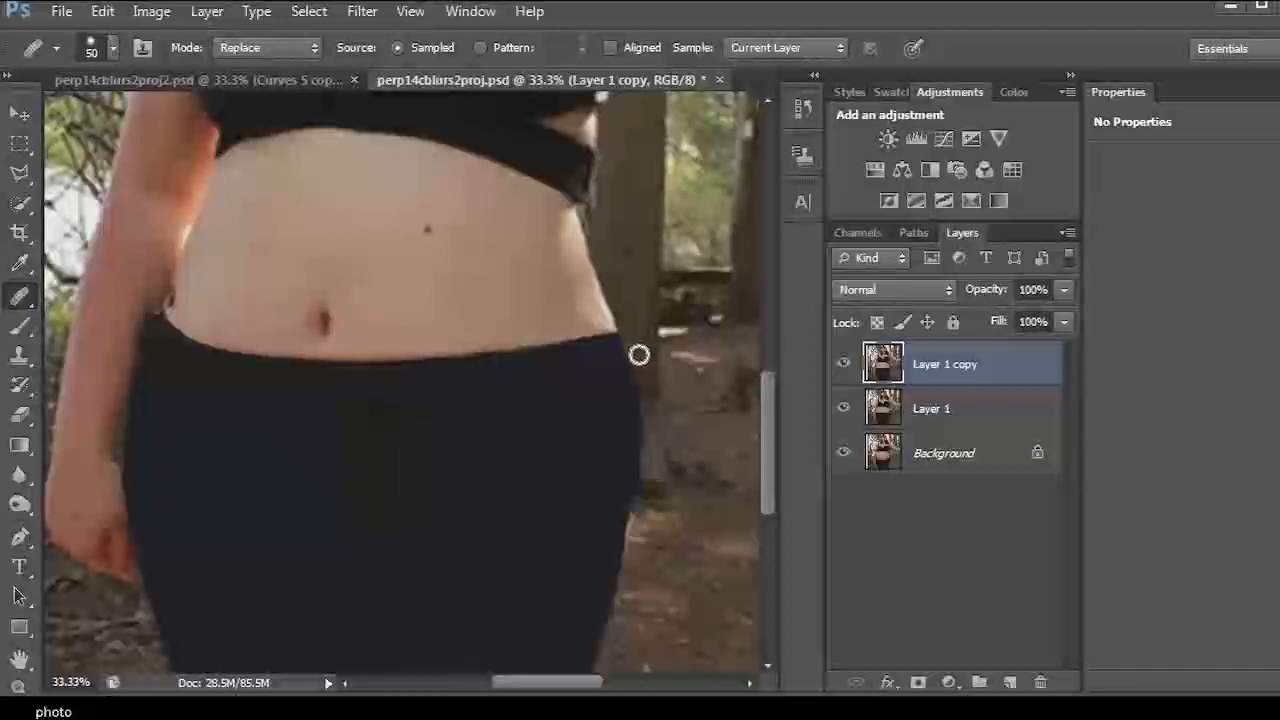 Ps File Edit Image Layer Type Select Filter View Window Help
50 Mode: Replace Source: Sampled Pattern: Aligned Sample: Current Layer Essentials
perp14cblurs2proj2.psd @ 33.3% (Curves 5 cop... × perp14cblurs2proj.psd @ 33.3% (Layer 1 copy, RGB/8) * ×
Styles Swatcl Adjustments Color Properties
Add an adjustment
No Properties
Channels Paths Layers
Kind
Normal Opacity: 100%
Lock: Fill: 100%
Layer 1 copy
Layer 1
Background
33.33% Doc: 28.5M/85.5M
photo